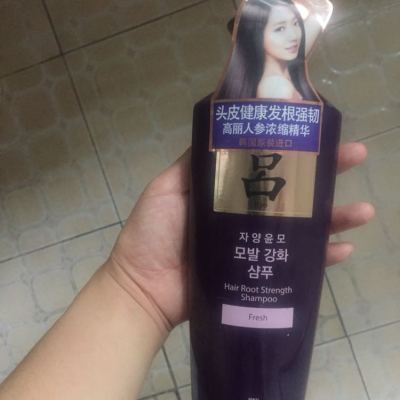 头皮健康发根强韧
高丽人参浓缩精华
韩国原装进口
呂
자양윤모
모발 강화
샴푸
Hair Root Strength
Shampoo
Fresh